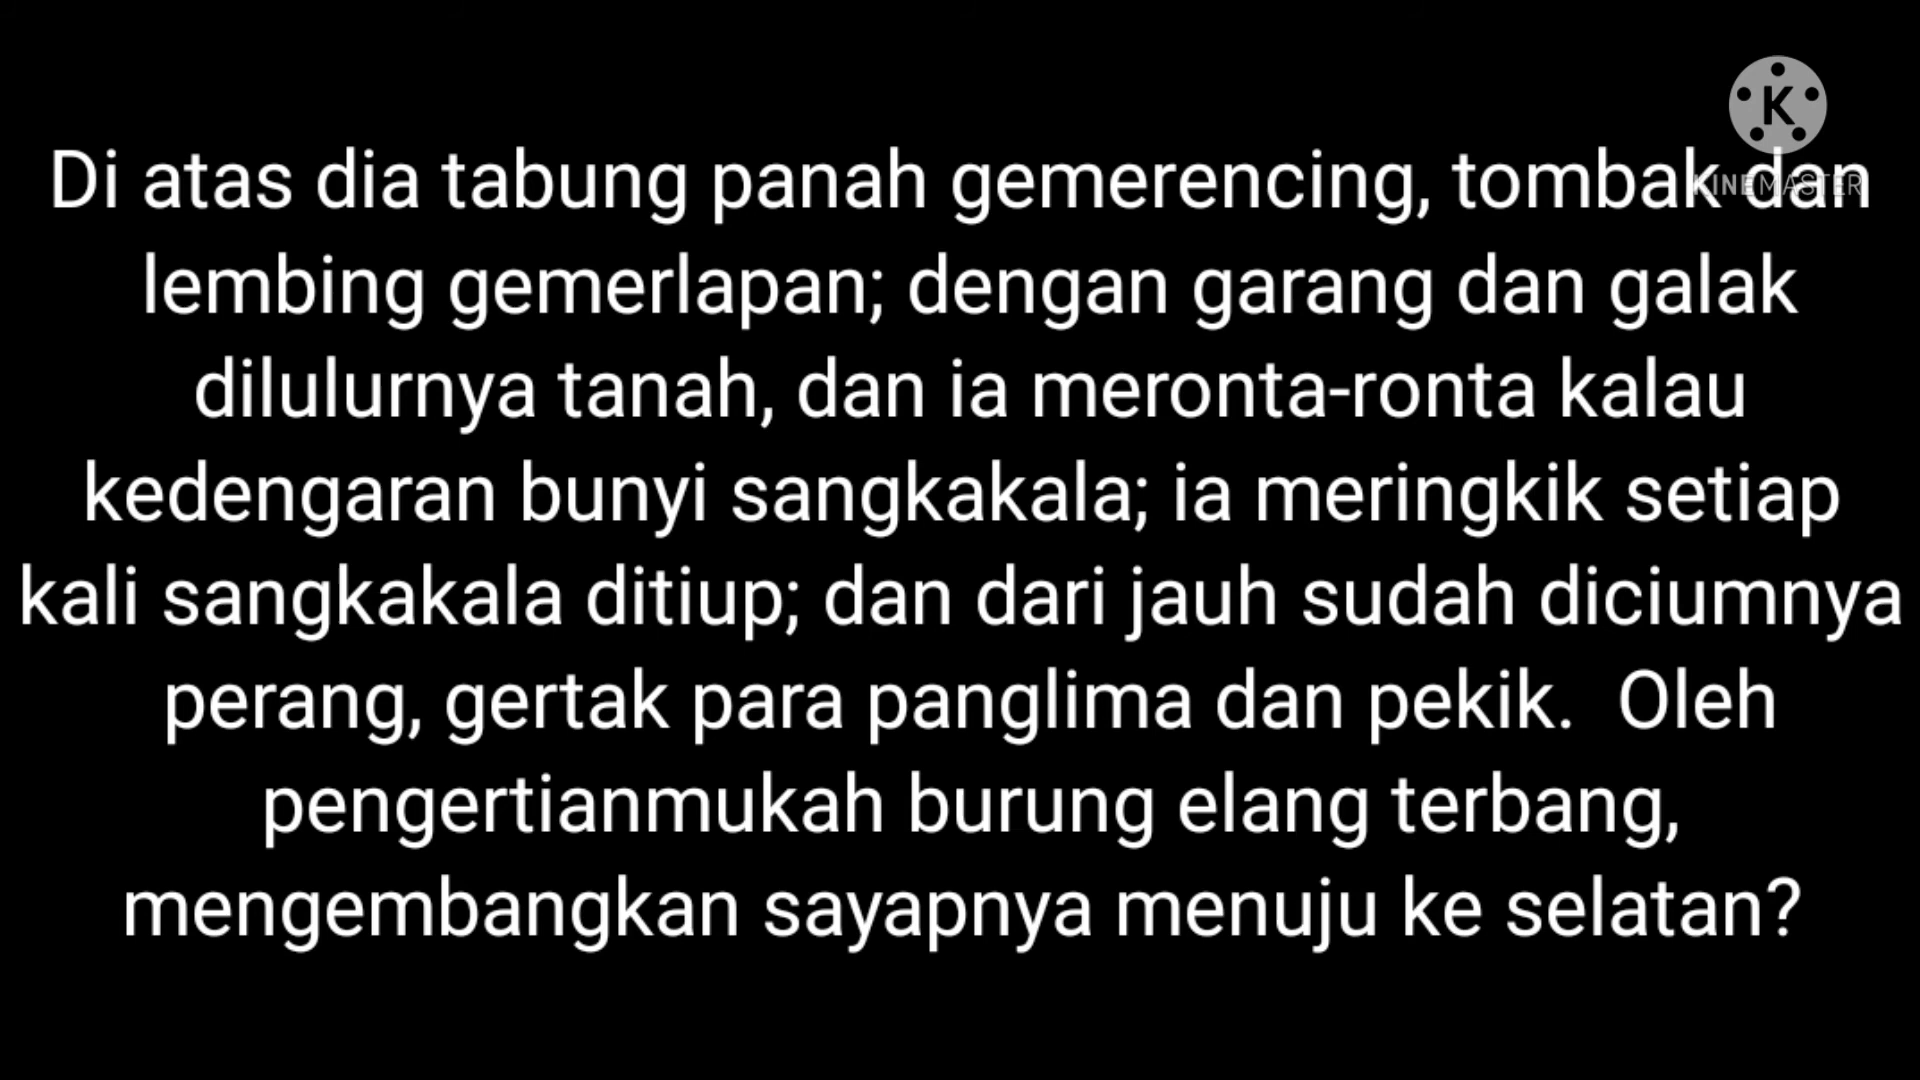 K
KINEMASTER
Di atas dia tabung panah gemerencing, tombak dan
lembing gemerlapan; dengan garang dan galak
dilulurnya tanah, dan ia meronta-ronta kalau
kedengaran bunyi sangkakala; ia meringkik setiap
kali sangkakala ditiup; dan dari jauh sudah diciumnya
perang, gertak para panglima dan pekik.  Oleh
pengertianmukah burung elang terbang,
mengembangkan sayapnya menuju ke selatan?